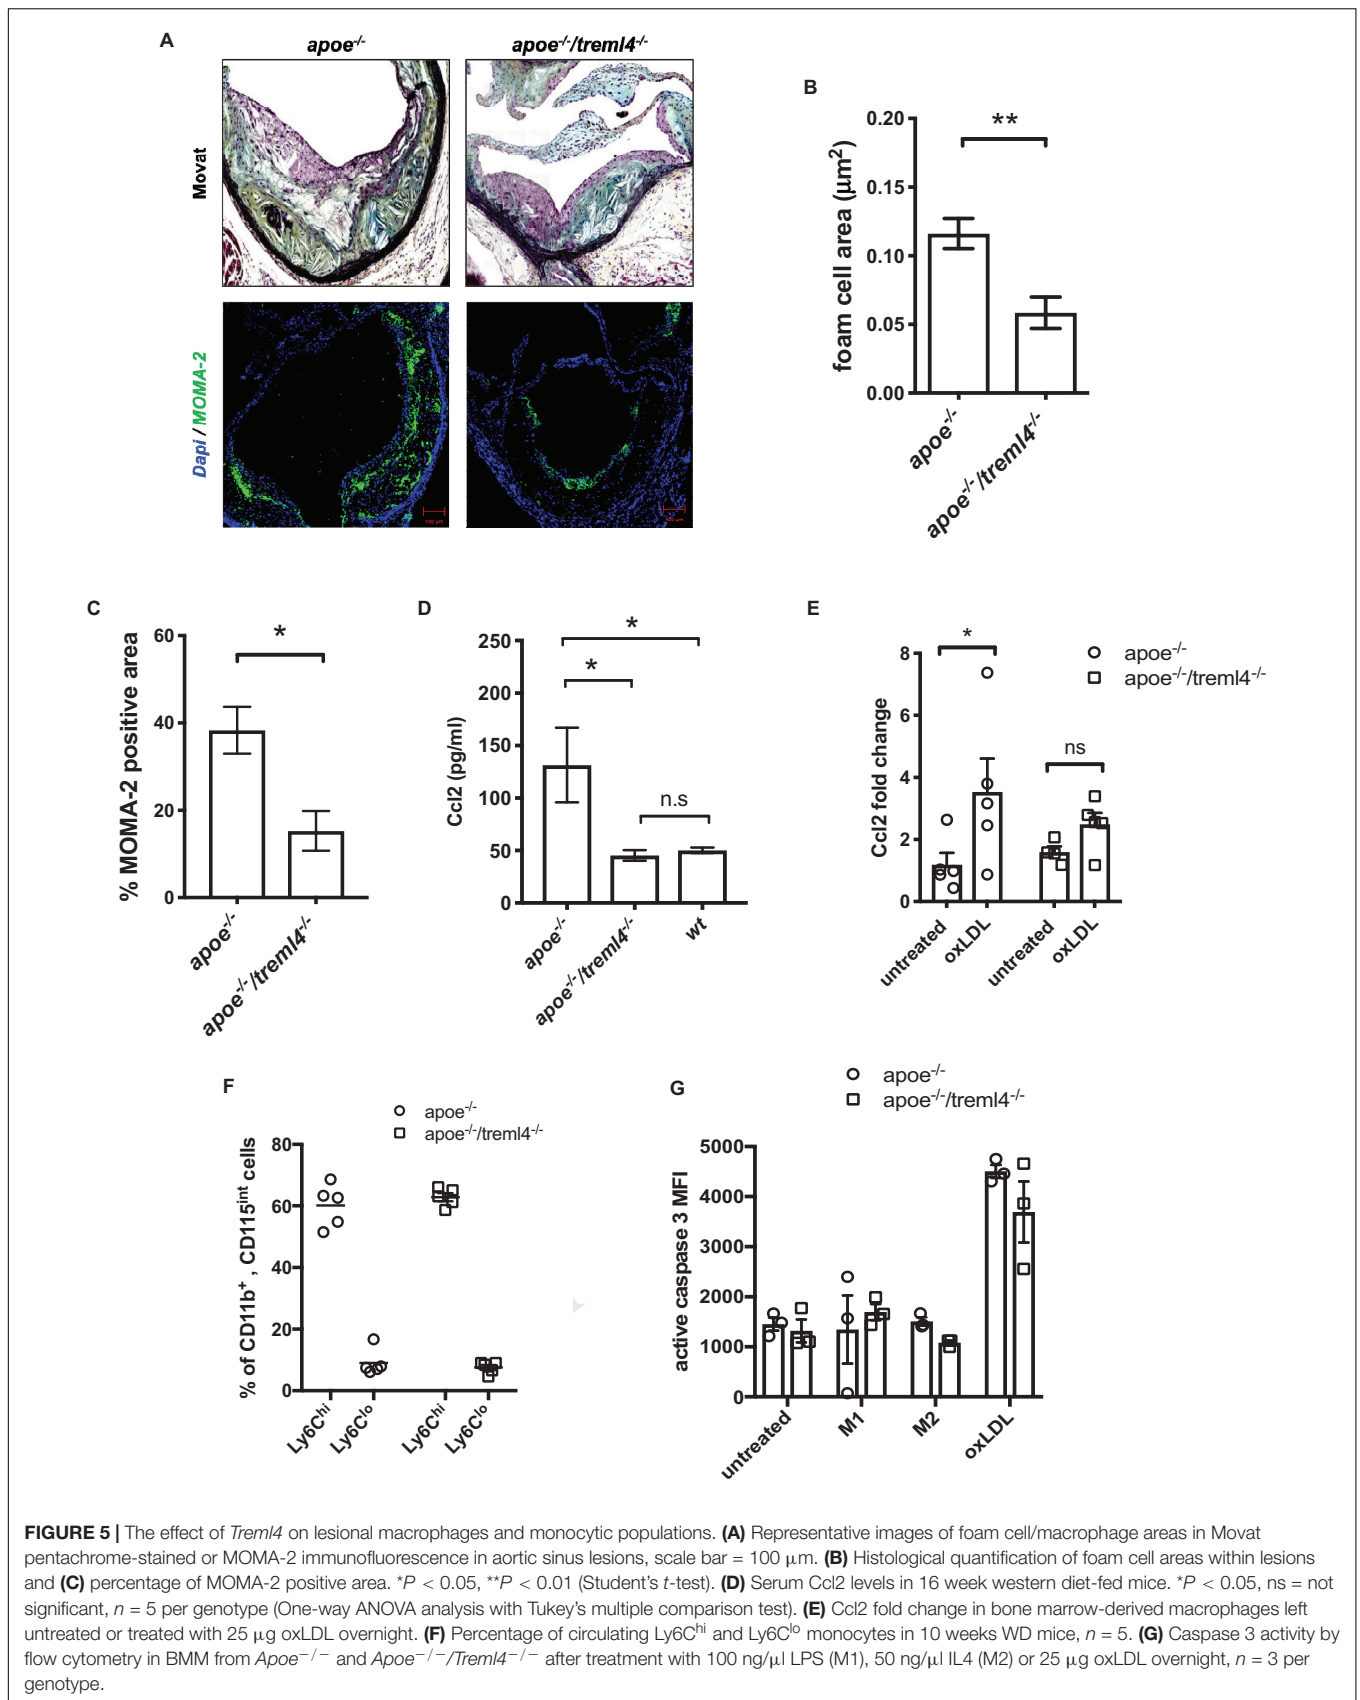 A
apoe-/-
apoe-/-/treml4-/-
Movat
Dapi / MOMA-2
100 μm
100 μm
B
**
foam cell area (μm2)
0.20
0.15
0.10
0.05
0.00
apoe-/-
apoe-/-/treml4-/-
C
*
% MOMA-2 positive area
60
40
20
0
apoe-/-
apoe-/-/treml4-/-
D
*
*
n.s
Ccl2 (pg/ml)
250
200
150
100
50
0
apoe-/-
apoe-/-/treml4-/-
wt
E
*
ns
apoe-/-
apoe-/-/treml4-/-
Ccl2 fold change
8
6
4
2
0
untreated
oxLDL
untreated
oxLDL
F
apoe-/-
apoe-/-/treml4-/-
% of CD11b+ , CD115int cells
80
60
40
20
0
Ly6Chi
Ly6Clo
Ly6Chi
Ly6Clo
G
apoe-/-
apoe-/-/treml4-/-
active caspase 3 MFI
5000
4000
3000
2000
1000
0
untreated
M1
M2
oxLDL
FIGURE 5 | The effect of Treml4 on lesional macrophages and monocytic populations. (A) Representative images of foam cell/macrophage areas in Movat
pentachrome-stained or MOMA-2 immunofluorescence in aortic sinus lesions, scale bar = 100 μm. (B) Histological quantification of foam cell areas within lesions
and (C) percentage of MOMA-2 positive area. *P < 0.05, **P < 0.01 (Student's t-test). (D) Serum Ccl2 levels in 16 week western diet-fed mice. *P < 0.05, ns = not
significant, n = 5 per genotype (One-way ANOVA analysis with Tukey's multiple comparison test). (E) Ccl2 fold change in bone marrow-derived macrophages left
untreated or treated with 25 μg oxLDL overnight. (F) Percentage of circulating Ly6Chi and Ly6Clo monocytes in 10 weeks WD mice, n = 5. (G) Caspase 3 activity by
flow cytometry in BMM from Apoe−/− and Apoe−/−/Treml4−/− after treatment with 100 ng/μl LPS (M1), 50 ng/μl IL4 (M2) or 25 μg oxLDL overnight, n = 3 per
genotype.